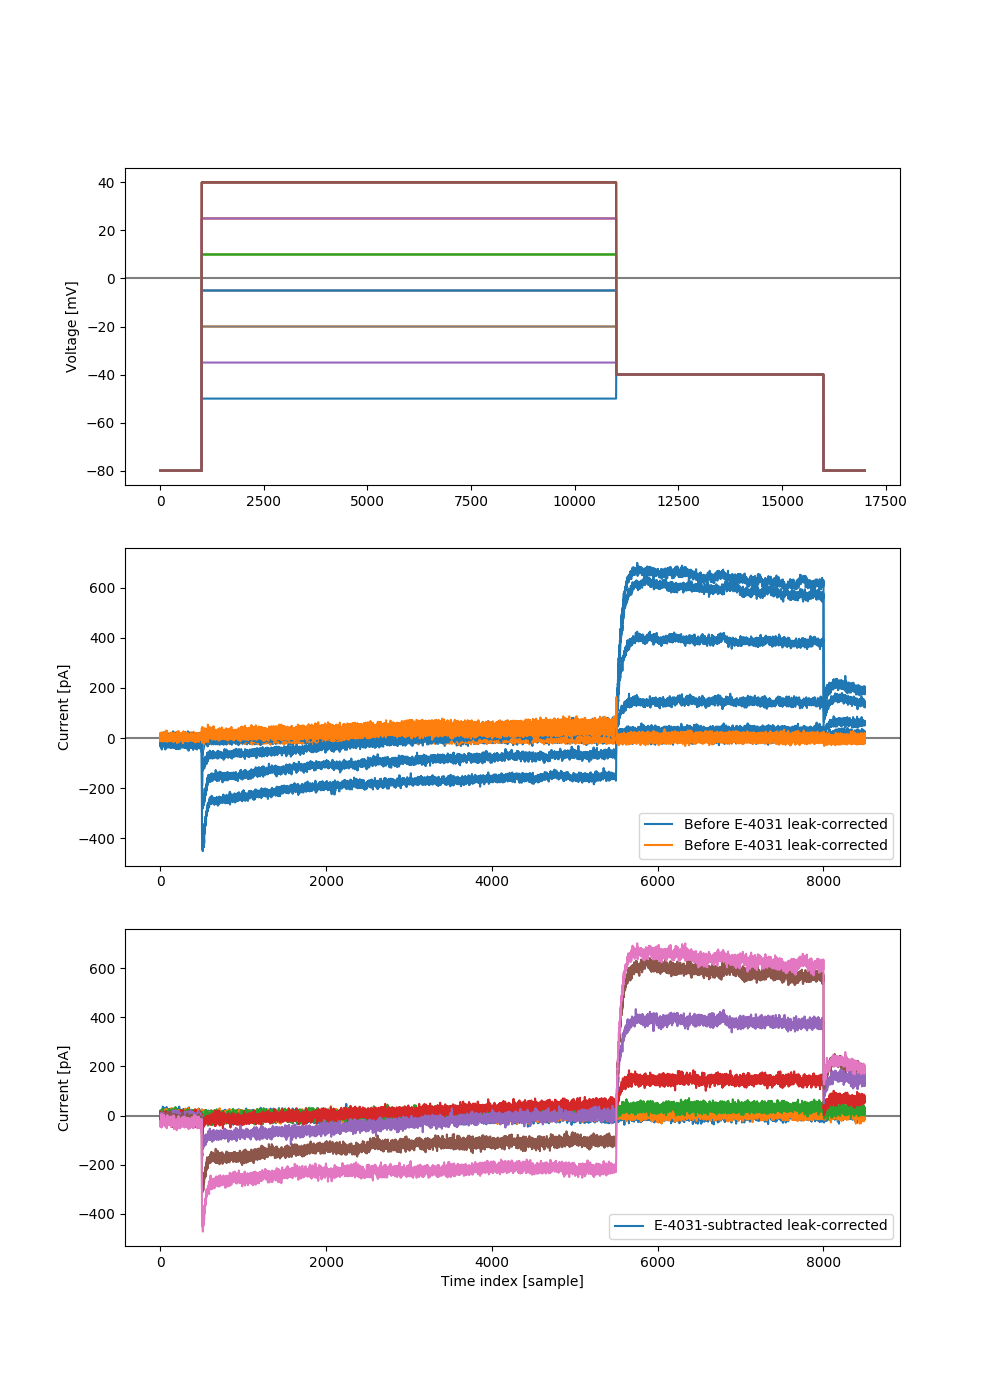 40
20
0
−20
−40
−60
−80
Voltage [mV]
0 2500 5000 7500 10000 12500 15000 17500
600
400
200
0
−200
−400
Current [pA]
Before E-4031 leak-corrected
Before E-4031 leak-corrected
0 2000 4000 6000 8000
600
400
200
0
−200
−400
Current [pA]
E-4031-subtracted leak-corrected
0 2000 4000 6000 8000
Time index [sample]